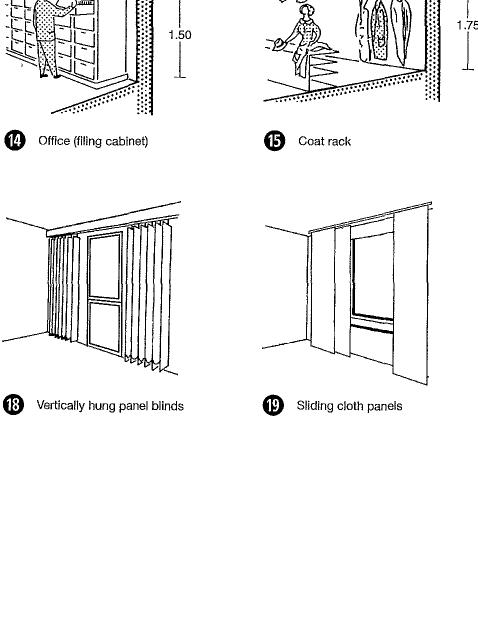 1.50
1.75
14 Office (filing cabinet)
15 Coat rack
18 Vertically hung panel blinds
19 Sliding cloth panels